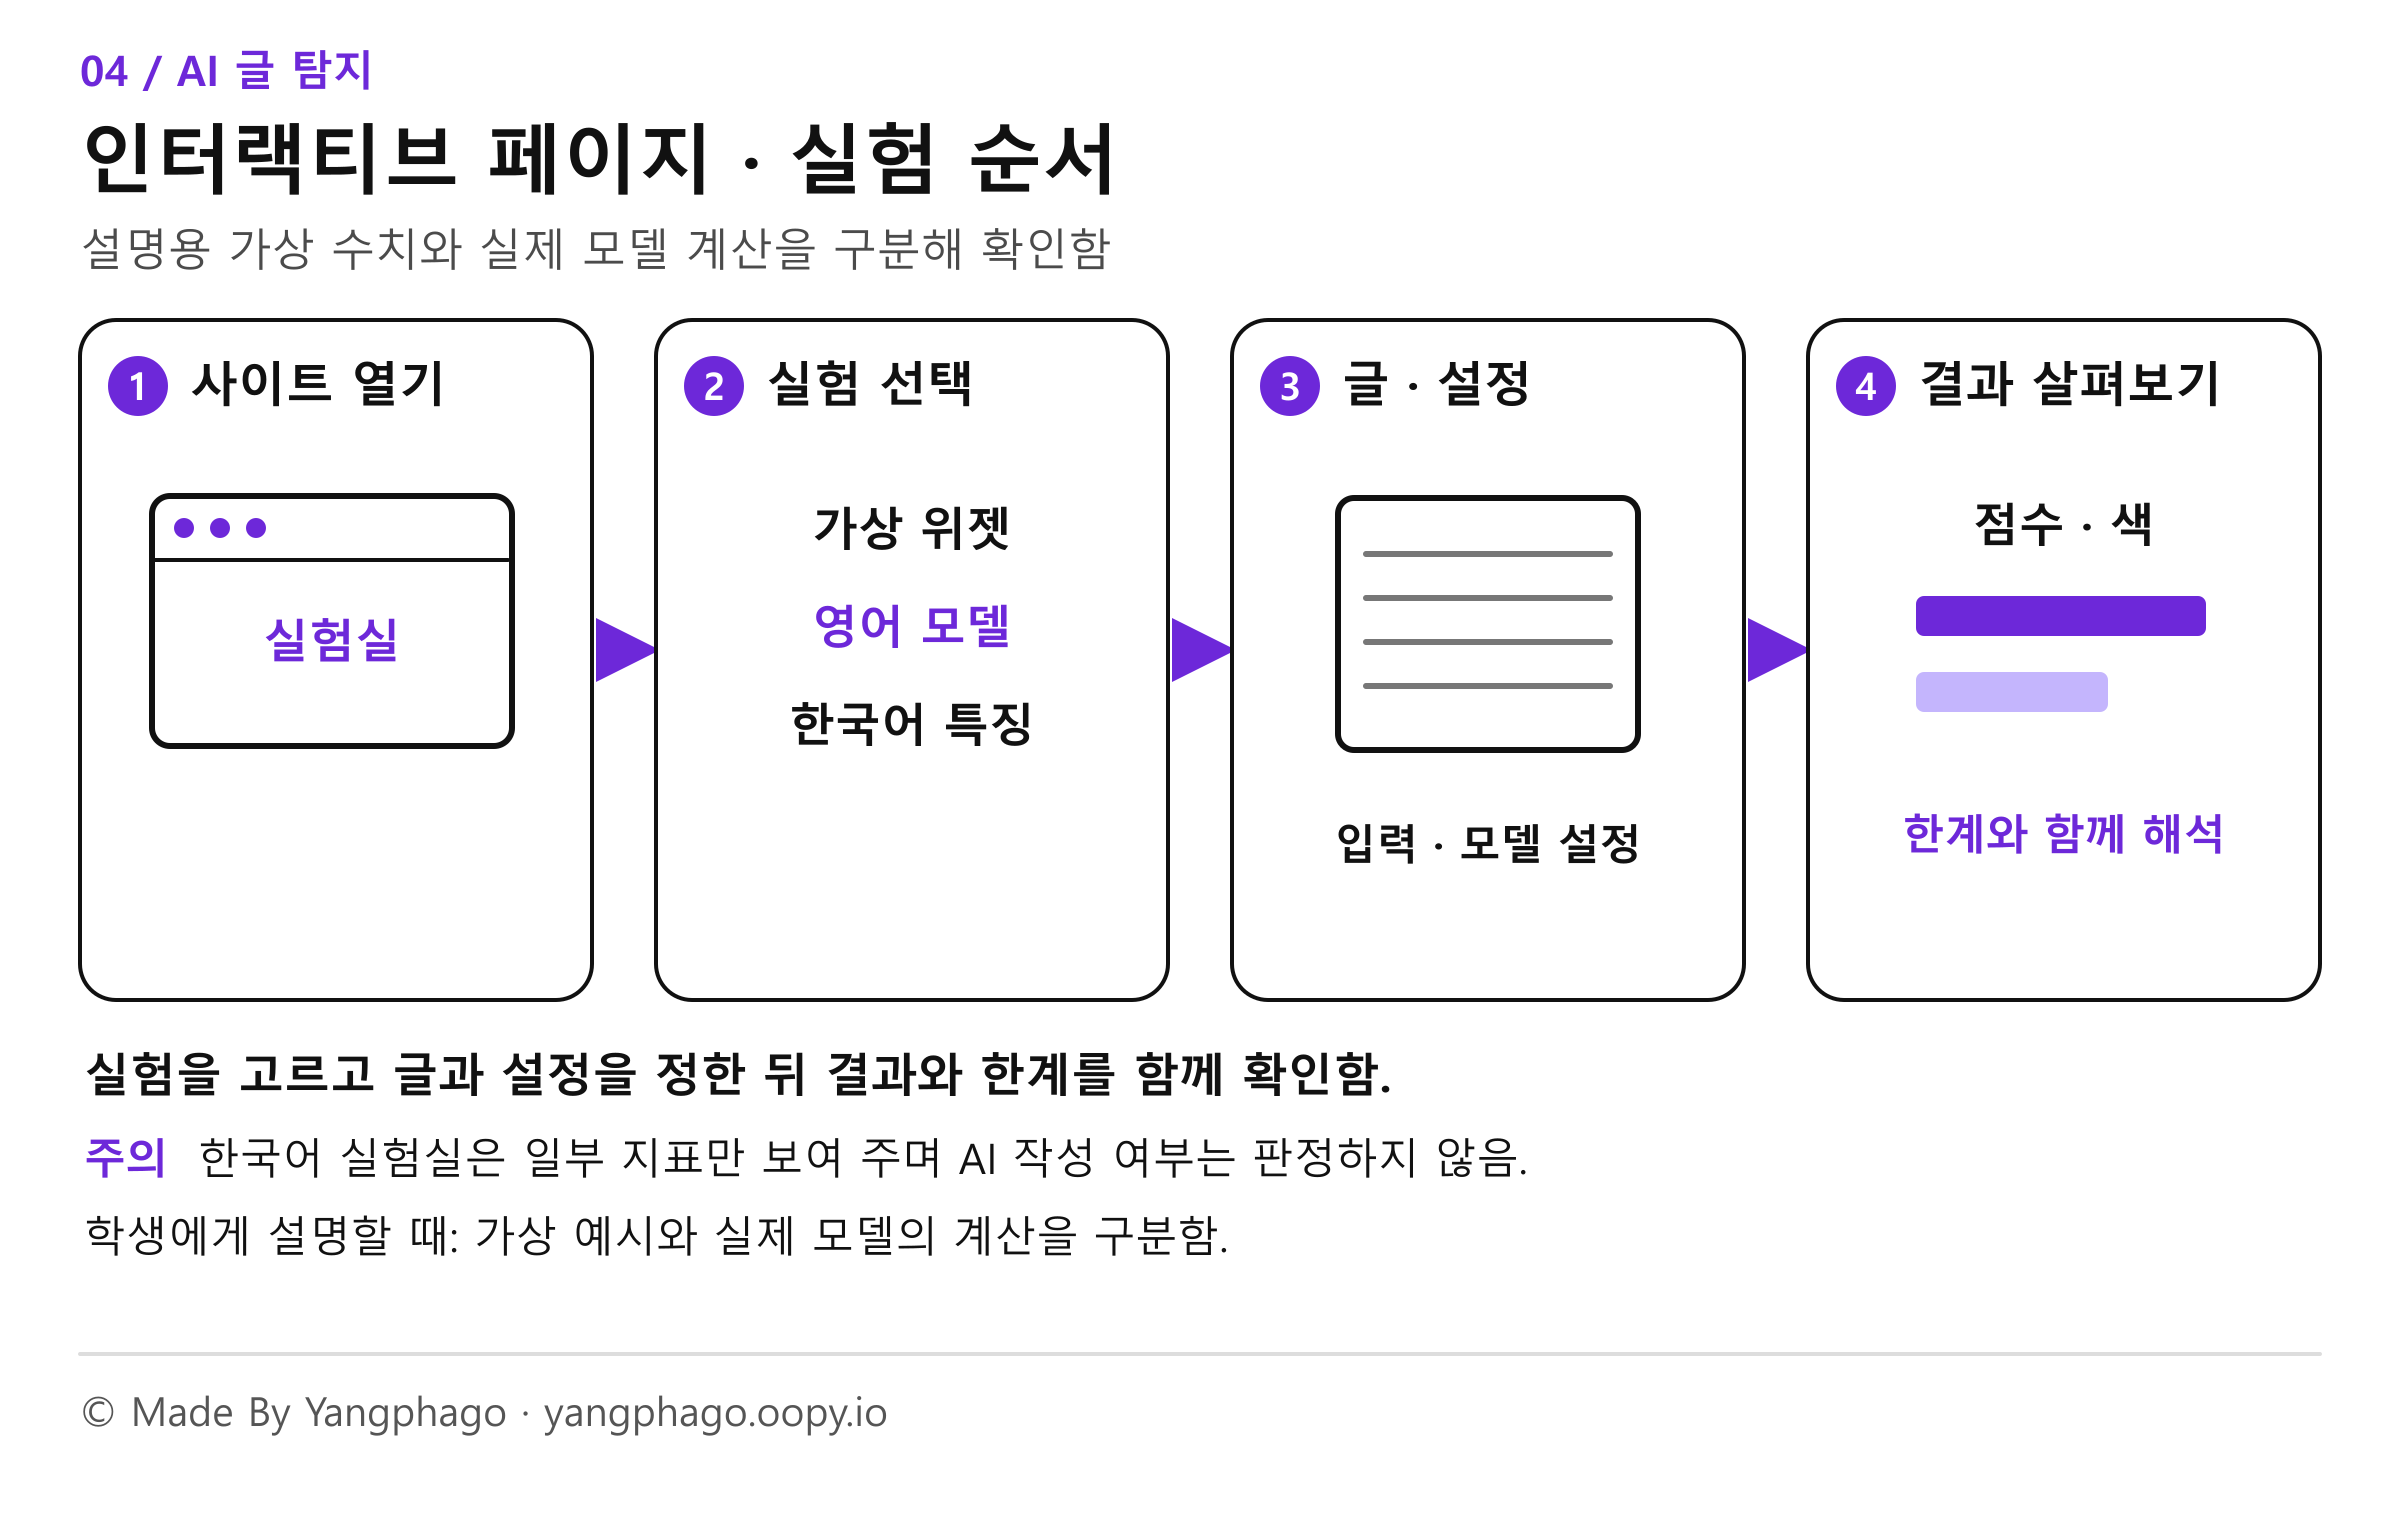 04 / AI 글 탐지
인터랙티브 페이지 · 실험 순서
설명용 가상 수치와 실제 모델 계산을 구분해 확인함
1 사이트 열기
실험실
2 실험 선택
가상 위젯
영어 모델
한국어 특징
3 글 · 설정
입력 · 모델 설정
4 결과 살펴보기
점수 · 색
한계와 함께 해석
실험을 고르고 글과 설정을 정한 뒤 결과와 한계를 함께 확인함.
주의 한국어 실험실은 일부 지표만 보여 주며 AI 작성 여부는 판정하지 않음.
학생에게 설명할 때: 가상 예시와 실제 모델의 계산을 구분함.
© Made By Yangphago · yangphago.oopy.io